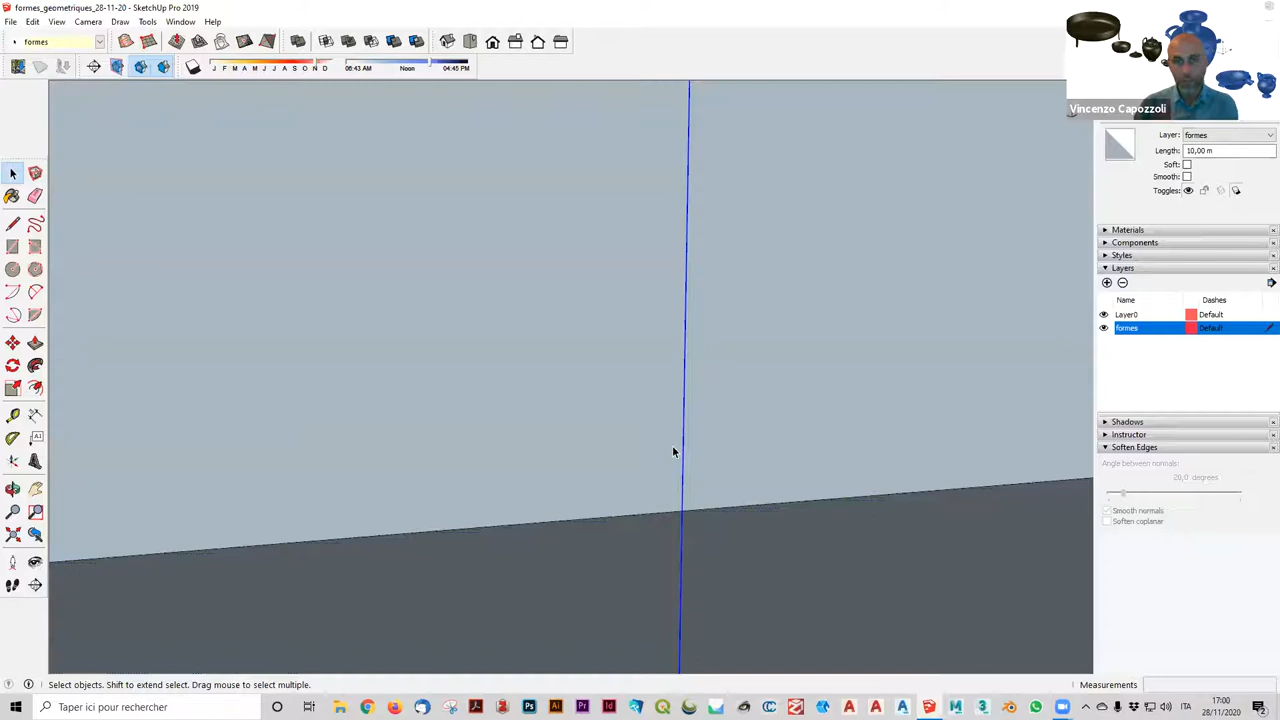 formes_geometriques_28-11-20 - SketchUp Pro 2019
File Edit View Camera Draw Tools Window Help
formes
J F M A M J J A S O N D 06:43 AM Noon 04:45 PM
Vincenzo Capozzoli
Layer: formes
Length: 10,00 m
Soft:
Smooth:
Toggles:
Materials
Components
Styles
Layers
Name Dashes
Layer0 Default
formes Default
Shadows
Instructor
Soften Edges
Angle between normals:
20,0 degrees
Smooth normals
Soften coplanar
Select objects. Shift to extend select. Drag mouse to select multiple.
Measurements
Taper ici pour rechercher
ITA
17:00
28/11/2020